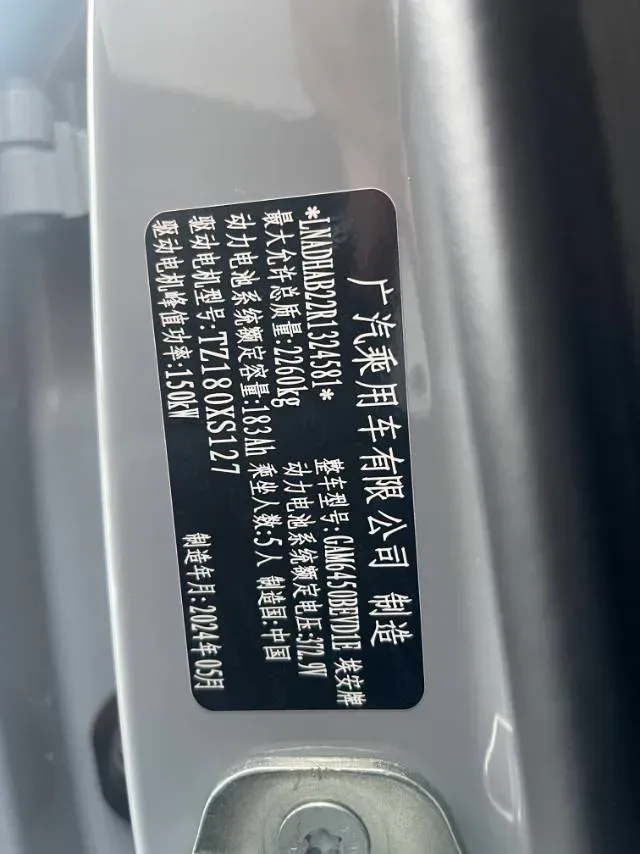 广汽乘用车有限公司 制造
*LNADHAB22R1324581* 整车型号:GAM6450BEVD1E 埃安牌
最大允许总质量:2260kg 动力电池系统额定电压:372.9V
动力电池系统额定容量:183Ah 乘坐人数:5人 制造国:中国
驱动电机型号:TZ180XS127
驱动电机峰值功率:150kW 制造年月:2024年05月